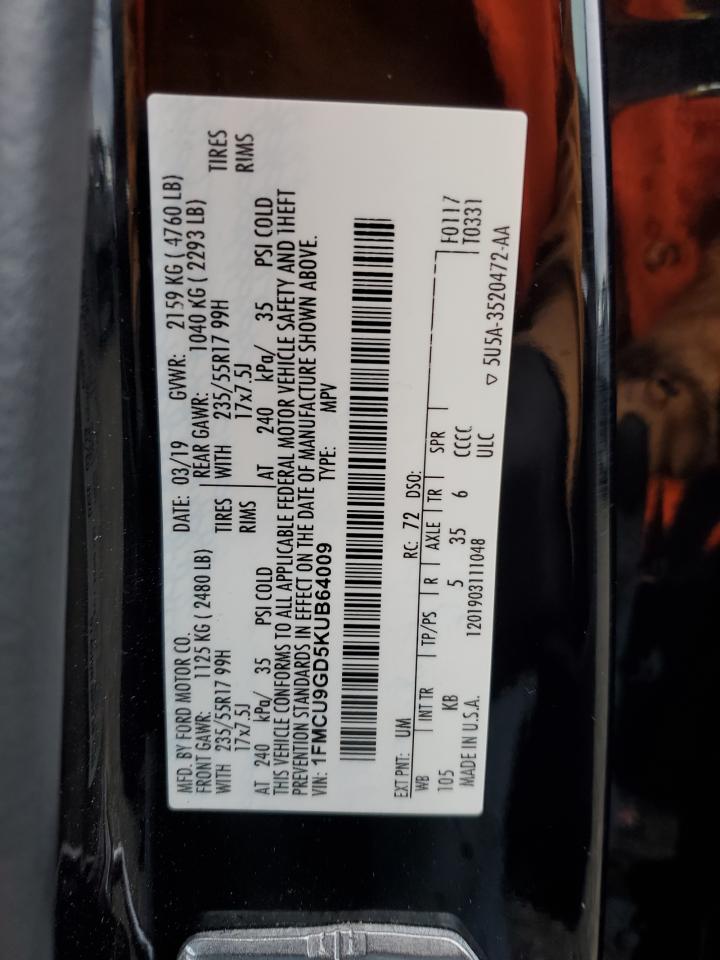 MFD. BY FORD MOTOR CO.
DATE: 03/19 GVWR: 2159 KG ( 4760 LB)
FRONT GAWR: 1125 KG ( 2480 LB) REAR GAWR: 1040 KG ( 2293 LB)
WITH 235/55R17 99H TIRES WITH 235/55R17 99H TIRES
17x7.5J RIMS 17x7.5J RIMS
AT 240 kPa/ 35 PSI COLD AT 240 kPa/ 35 PSI COLD
THIS VEHICLE CONFORMS TO ALL APPLICABLE FEDERAL MOTOR VEHICLE SAFETY AND THEFT
PREVENTION STANDARDS IN EFFECT ON THE DATE OF MANUFACTURE SHOWN ABOVE.
VIN: 1FMCU9GD5KUB64009 TYPE: MPV
EXT PNT: UM RC: 72 DSO: F0117
WB INT TR TP/PS R AXLE TR SPR T0331
105 KB 5 35 6 CCCC
MADE IN U.S.A. 1201903111048 ULC 5U5A-3520472-AA